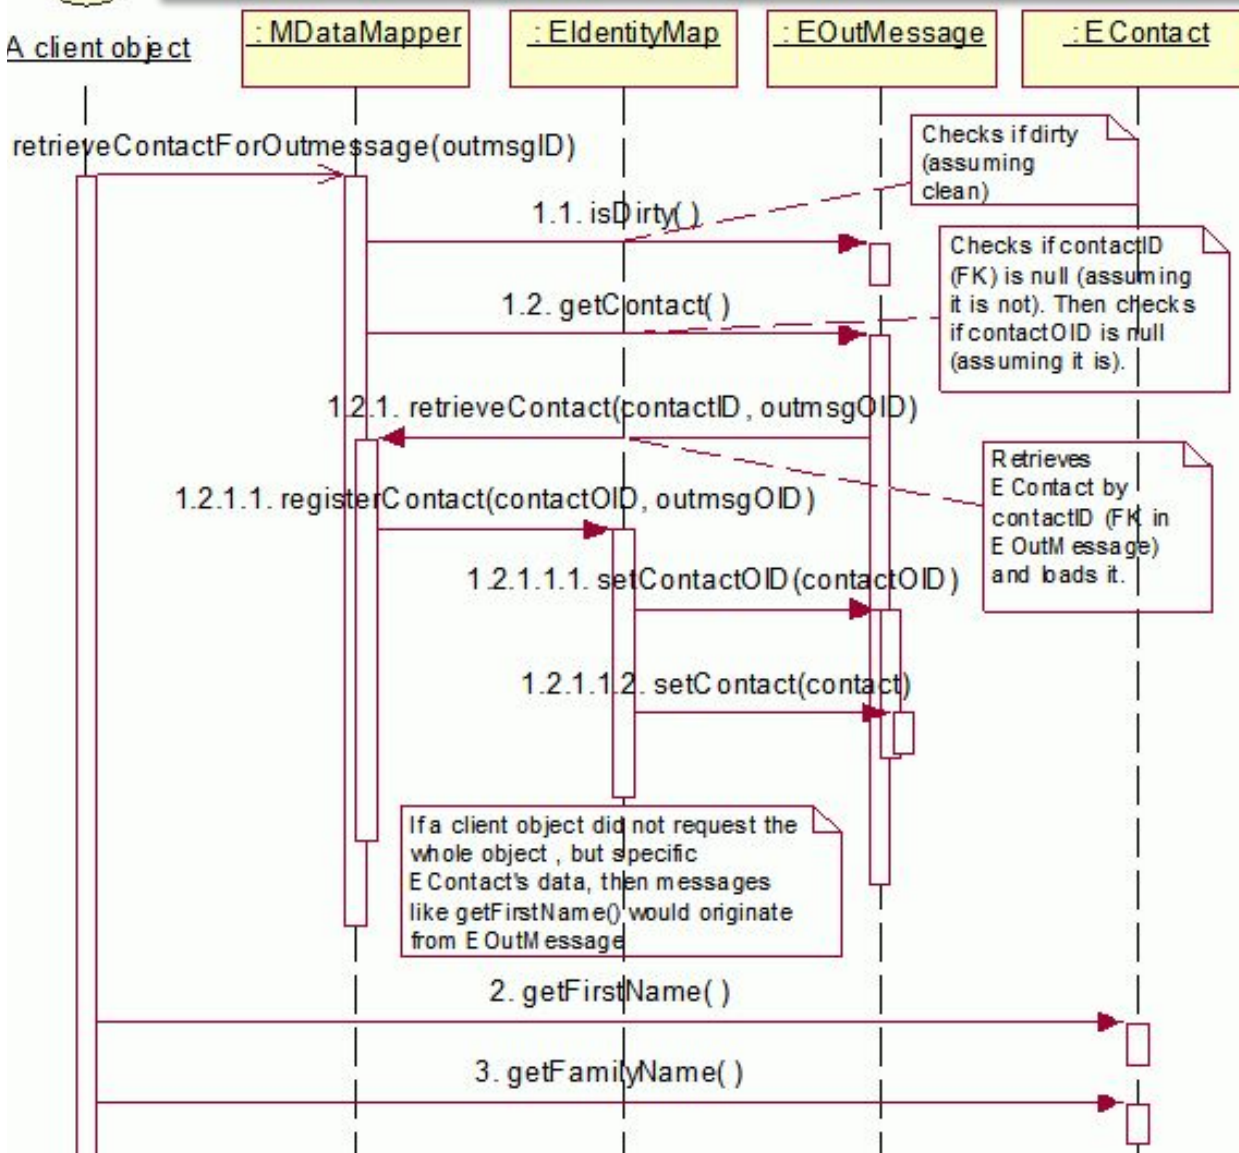 A client object
: MDataMapper
: EIdentityMap
: EOutMessage
: EContact
retrieveContactForOutmessage(outmsgID)
Checks if dirty
(assuming
clean)
1.1. isDirty( )
Checks if contactID
(FK) is null (assuming
it is not). Then checks
if contactOID is null
(assuming it is).
1.2. getContact( )
1.2.1. retrieveContact(contactID, outmsgOID)
Retrieves
EContact by
contactID (FK in
EOutMessage)
and loads it.
1.2.1.1. registerContact(contactOID, outmsgOID)
1.2.1.1.1. setContactOID(contactOID)
1.2.1.1.2. setContact(contact)
If a client object did not request the
whole object , but specific
EContact's data, then messages
like getFirstName() would originate
from EOutMessage
2. getFirstName( )
3. getFamilyName( )